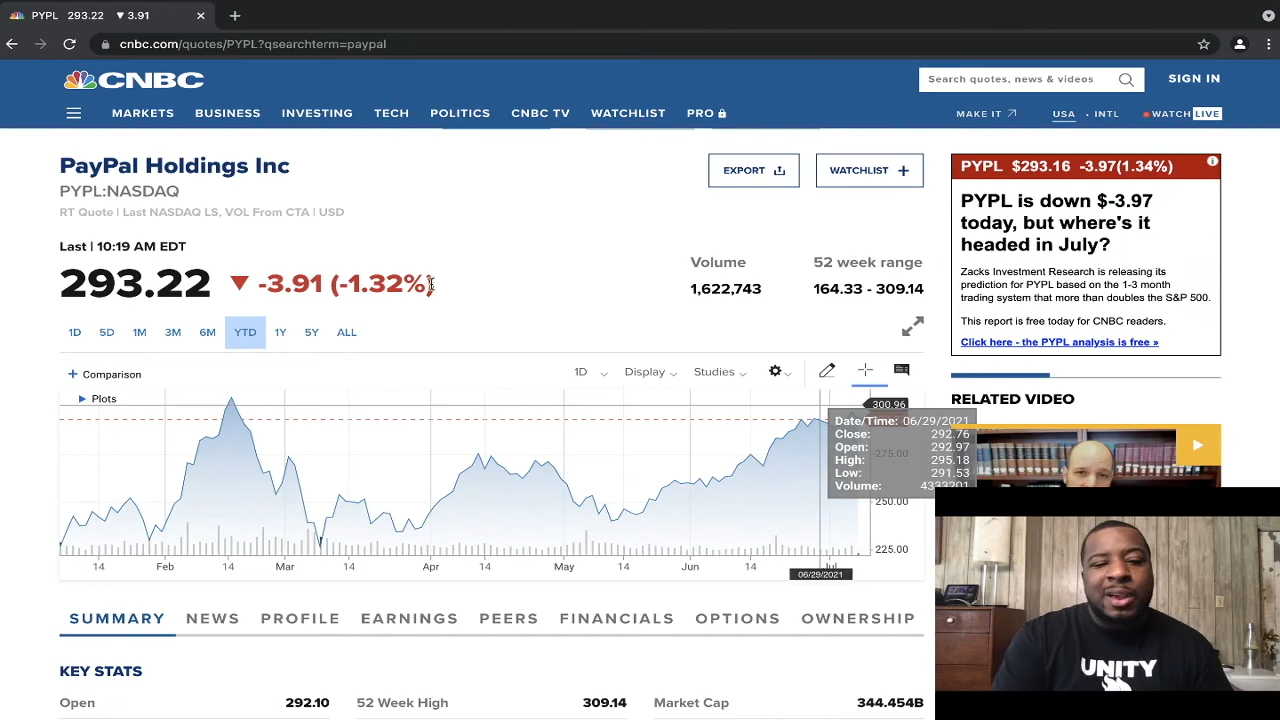 PYPL 293.22 ▼ 3.91
cnbc.com/quotes/PYPL?qsearchterm=paypal
CNBC
Search quotes, news & videos
SIGN IN
MARKETS BUSINESS INVESTING TECH POLITICS CNBC TV WATCHLIST PRO
MAKE IT USA • INTL WATCH LIVE
PayPal Holdings Inc
PYPL:NASDAQ
RT Quote | Last NASDAQ LS, VOL From CTA | USD
EXPORT
WATCHLIST +
Last | 10:19 AM EDT
293.22 ▼ -3.91 (-1.32%)
Volume
1,622,743
52 week range
164.33 - 309.14
1D 5D 1M 3M 6M YTD 1Y 5Y ALL
+ Comparison
1D Display Studies
Plots
300.96
275.00
250.00
225.00
Date/Time: 06/29/2021
Close: 292.76
Open: 292.97
High: 295.18
Low: 291.53
Volume: 4333201
14 Feb 14 Mar 14 Apr 14 May 14 Jun 14 Jul
06/29/2021
SUMMARY NEWS PROFILE EARNINGS PEERS FINANCIALS OPTIONS OWNERSHIP
KEY STATS
Open 292.10
52 Week High 309.14
Market Cap 344.454B
PYPL $293.16 -3.97(1.34%)
PYPL is down $-3.97
today, but where's it
headed in July?
Zacks Investment Research is releasing its
prediction for PYPL based on the 1-3 month
trading system that more than doubles the S&P 500.
This report is free today for CNBC readers.
Click here - the PYPL analysis is free »
RELATED VIDEO
UNITY